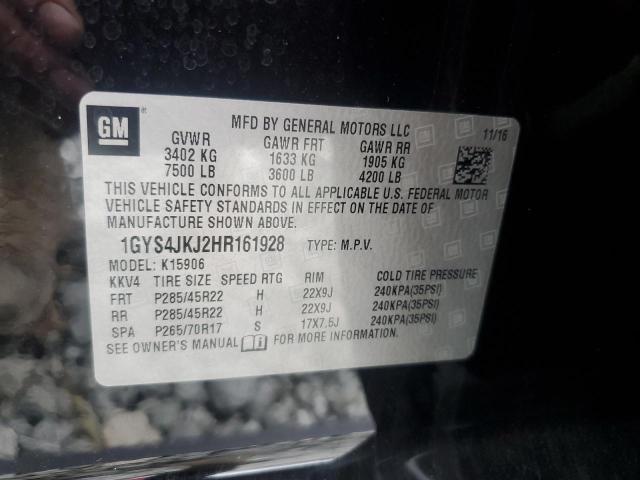 GM ®
MFD BY GENERAL MOTORS LLC 11/16
GVWR GAWR FRT GAWR RR
3402 KG 1633 KG 1905 KG
7500 LB 3600 LB 4200 LB
THIS VEHICLE CONFORMS TO ALL APPLICABLE U.S. FEDERAL MOTOR
VEHICLE SAFETY STANDARDS IN EFFECT ON THE DATE OF
MANUFACTURE SHOWN ABOVE.
1GYS4JKJ2HR161928 TYPE: M.P.V.
MODEL: K15906
KKV4 TIRE SIZE SPEED RTG RIM COLD TIRE PRESSURE
FRT P285/45R22 H 22X9J 240KPA(35PSI)
RR P285/45R22 H 22X9J 240KPA(35PSI)
SPA P265/70R17 S 17X7.5J 240KPA(35PSI)
SEE OWNER'S MANUAL FOR MORE INFORMATION.